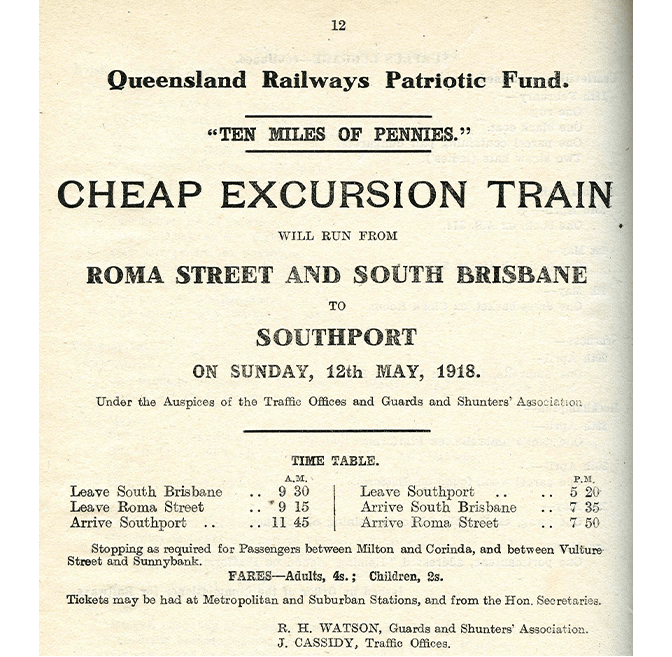 12
Queensland Railways Patriotic Fund.
"TEN MILES OF PENNIES."
CHEAP EXCURSION TRAIN
WILL RUN FROM
ROMA STREET AND SOUTH BRISBANE
TO
SOUTHPORT
ON SUNDAY, 12th MAY, 1918.
Under the Auspices of the Traffic Offices and Guards and Shunters' Association
TIME TABLE.
A.M. P.M.
Leave South Brisbane .. 9 30 Leave Southport .. .. 5 20
Leave Roma Street .. 9 15 Arrive South Brisbane .. 7 35
Arrive Southport .. .. 11 45 Arrive Roma Street .. 7 50
Stopping as required for Passengers between Milton and Corinda, and between Vulture
Street and Sunnybank.
FARES—Adults, 4s.; Children, 2s.
Tickets may be had at Metropolitan and Suburban Stations, and from the Hon. Secretaries.
R. H. WATSON, Guards and Shunters' Association.
J. CASSIDY, Traffic Offices.